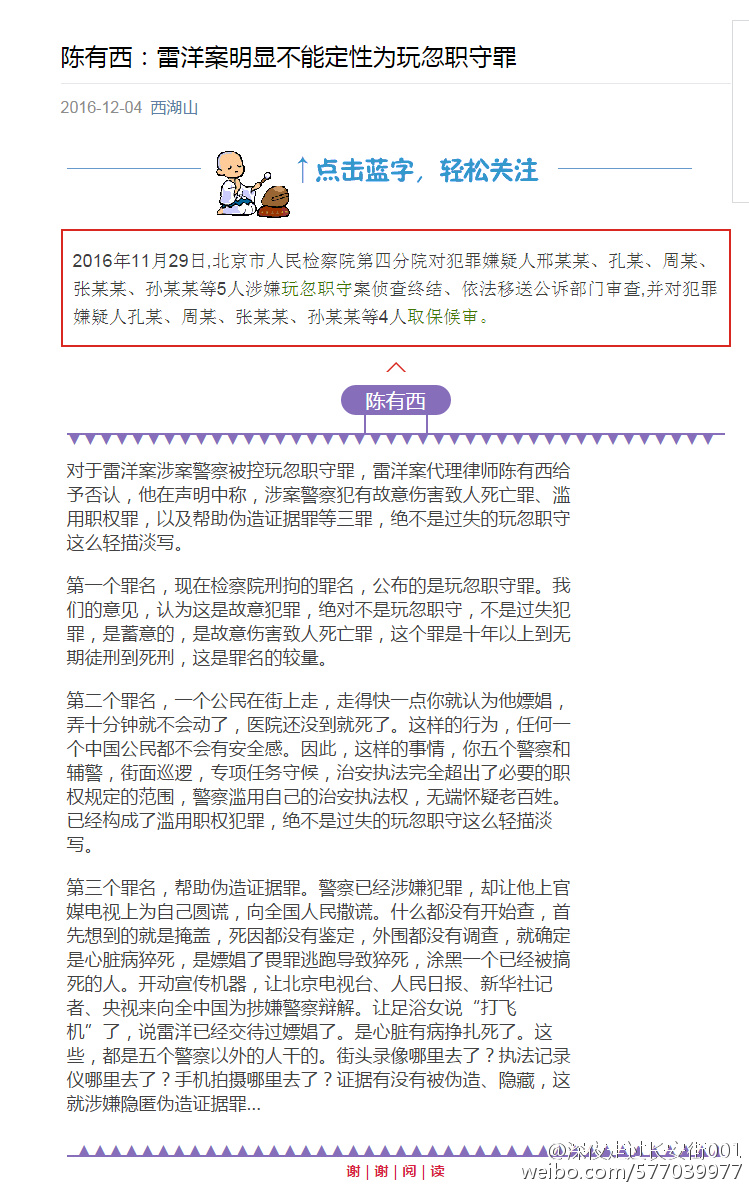 陈有西：雷洋案明显不能定性为玩忽职守罪
2016-12-04 西湖山
↑点击蓝字，轻松关注
2016年11月29日,北京市人民检察院第四分院对犯罪嫌疑人邢某某、孔某、周某、
张某某、孙某某等5人涉嫌玩忽职守案侦查终结、依法移送公诉部门审查,并对犯罪
嫌疑人孔某、周某、张某某、孙某某等4人取保候审。
陈有西
对于雷洋案涉案警察被控玩忽职守罪，雷洋案代理律师陈有西给
予否认，他在声明中称，涉案警察犯有故意伤害致人死亡罪、滥
用职权罪，以及帮助伪造证据罪等三罪，绝不是过失的玩忽职守
这么轻描淡写。
第一个罪名，现在检察院刑拘的罪名，公布的是玩忽职守罪。我
们的意见，认为这是故意犯罪，绝对不是玩忽职守，不是过失犯
罪，是蓄意的，是故意伤害致人死亡罪，这个罪是十年以上到无
期徒刑到死刑，这是罪名的较量。
第二个罪名，一个公民在街上走，走得快一点你就认为他嫖娼，
弄十分钟就不会动了，医院还没到就死了。这样的行为，任何一
个中国公民都不会有安全感。因此，这样的事情，你五个警察和
辅警，街面巡逻，专项任务守候，治安执法完全超出了必要的职
权规定的范围，警察滥用自己的治安执法权，无端怀疑老百姓。
已经构成了滥用职权犯罪，绝不是过失的玩忽职守这么轻描淡
写。
第三个罪名，帮助伪造证据罪。警察已经涉嫌犯罪，却让他上官
媒电视上为自己圆谎，向全国人民撒谎。什么都没有开始查，首
先想到的就是掩盖，死因都没有鉴定，外围都没有调查，就确定
是心脏病猝死，是嫖娼了畏罪逃跑导致猝死，涂黑一个已经被搞
死的人。开动宣传机器，让北京电视台、人民日报、新华社记
者、央视来向全中国为抄嫌警察辩解。让足浴女说“打飞
机”了，说雷洋已经交待过嫖娼了。是心脏有病挣扎死了。这
些，都是五个警察以外的人干的。街头录像哪里去了？执法记录
仪哪里去了？手机拍摄哪里去了？证据有没有被伪造、隐藏，这
就涉嫌隐匿伪造证据罪...
@深夜走过长安街001
谢|谢|阅|读
weibo.com/577039977